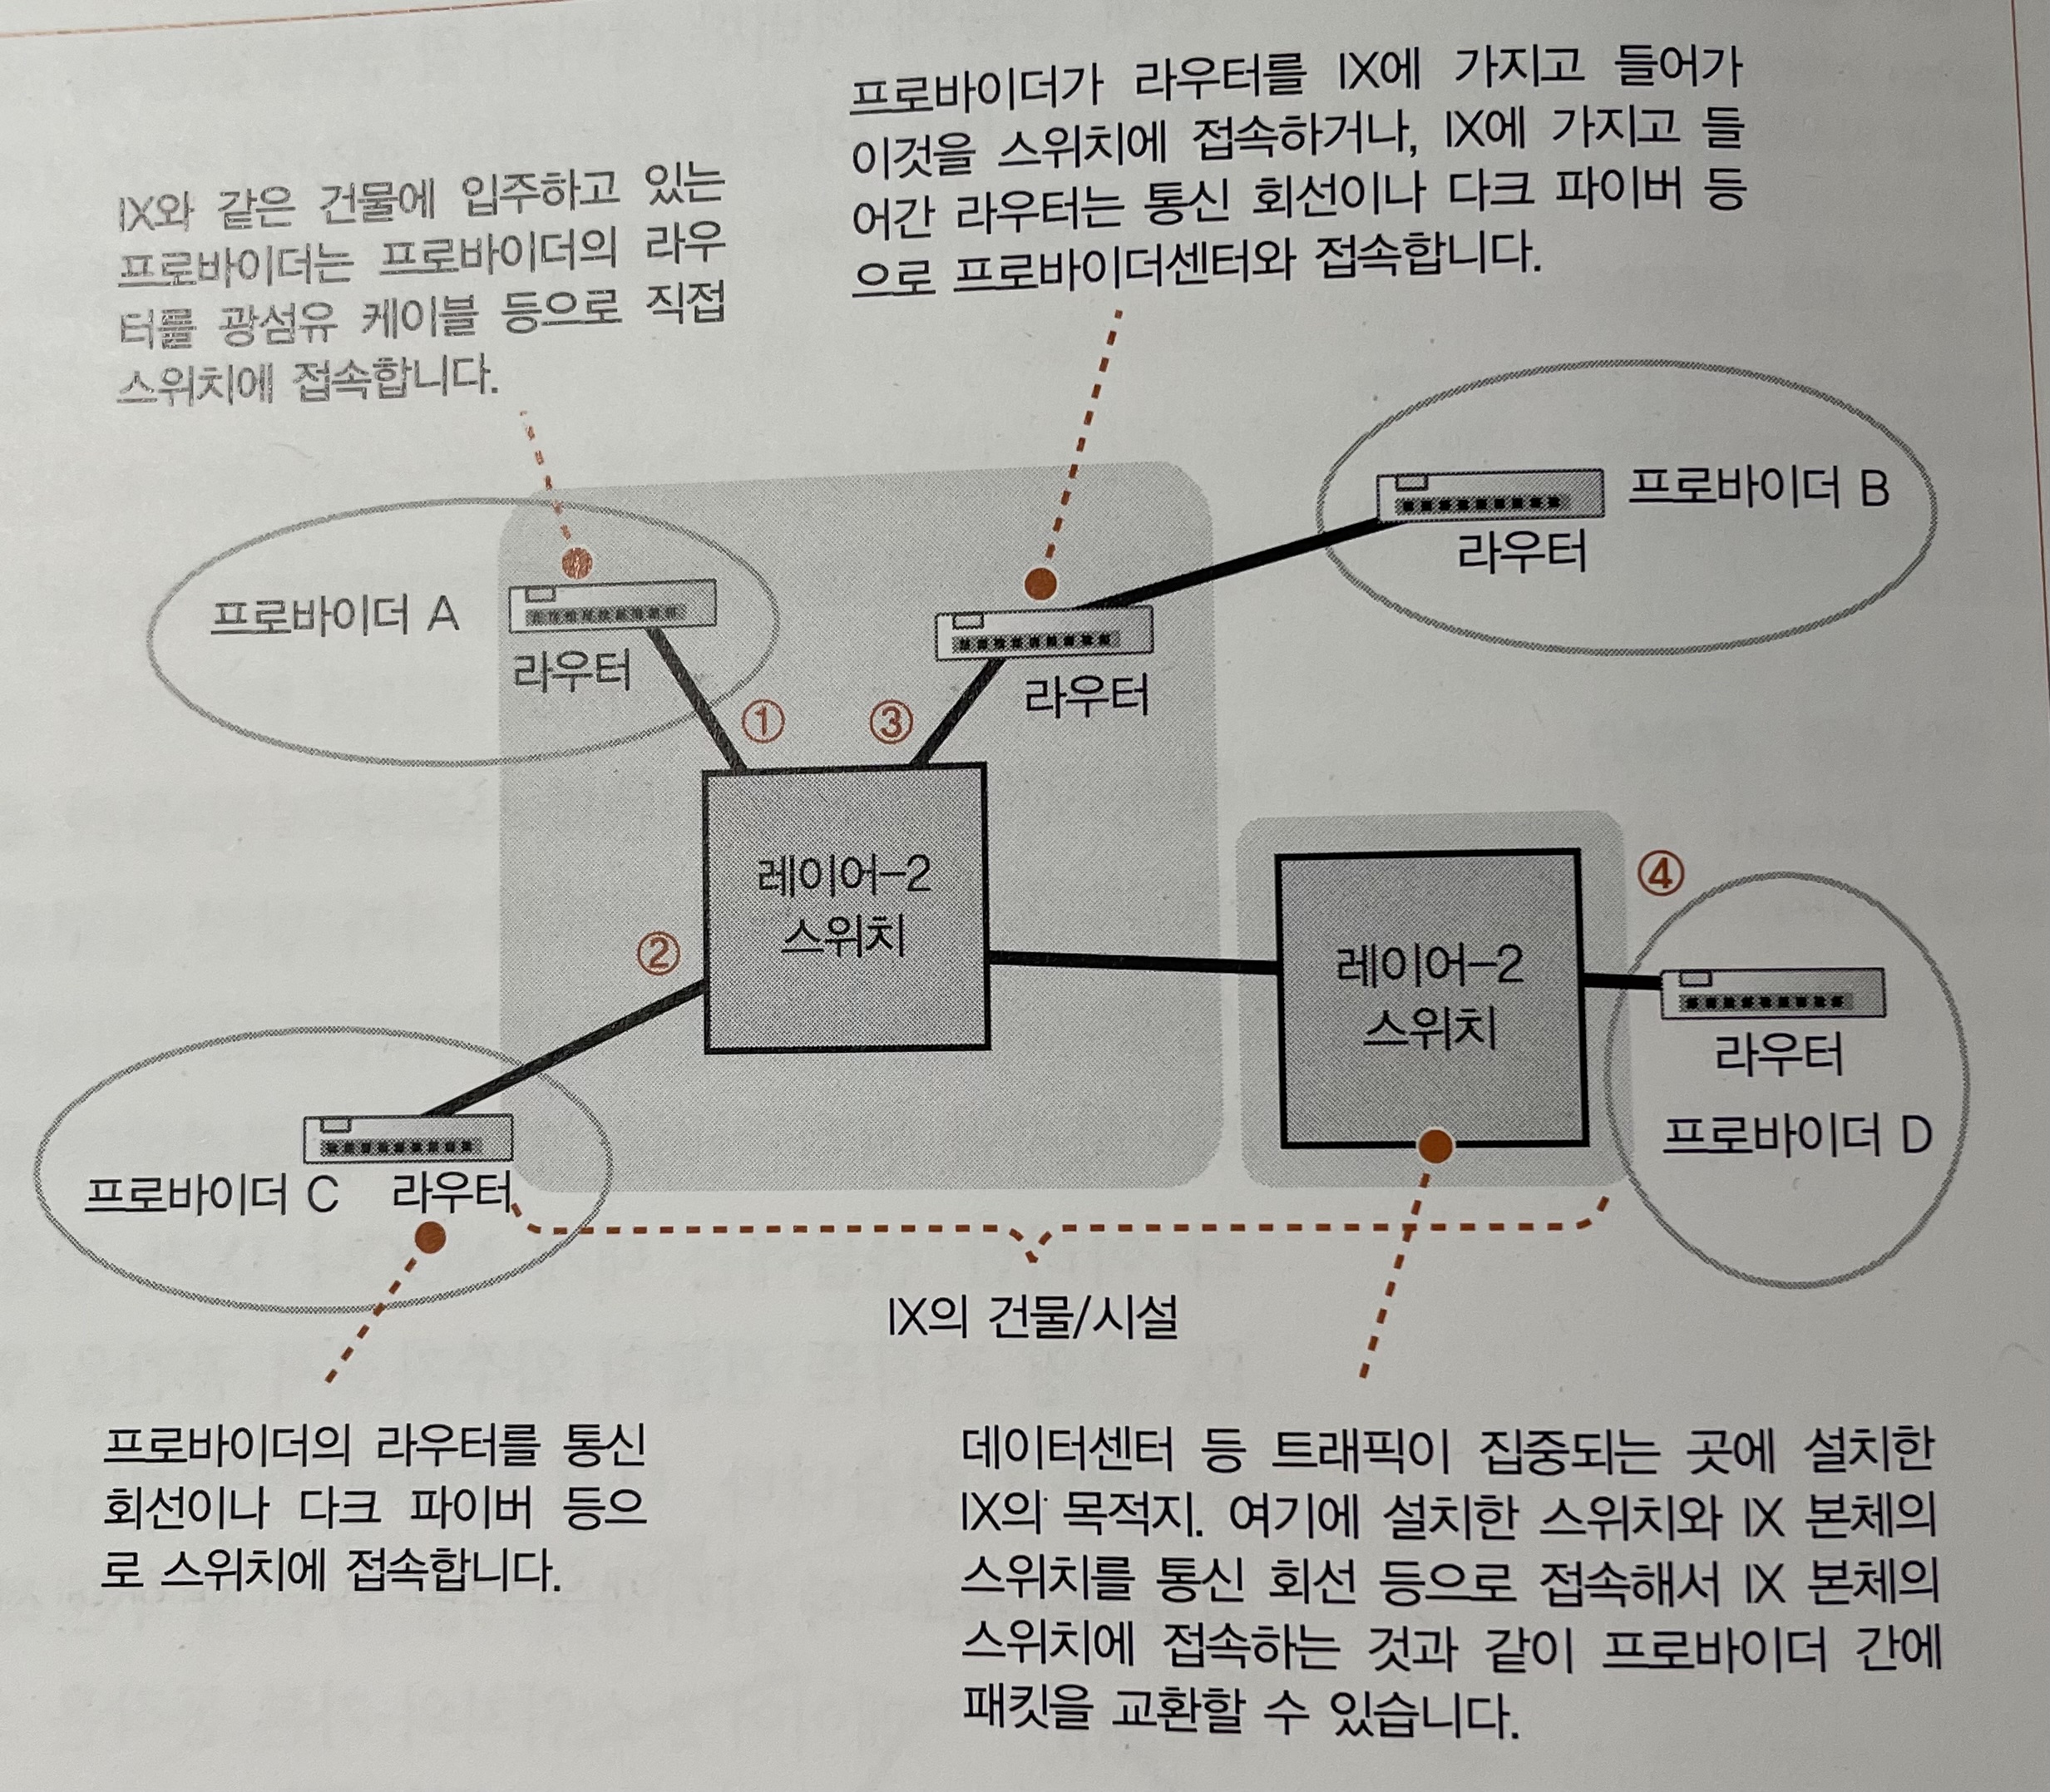 프로바이더가 라우터를 IX에 가지고 들어가
이것을 스위치에 접속하거나, IX에 가지고 들
어간 라우터는 통신 회선이나 다크 파이버 등
으로 프로바이더센터와 접속합니다.
IX와 같은 건물에 입주하고 있는
프로바이더는 프로바이더의 라우
터를 광섬유 케이블 등으로 직접
스위치에 접속합니다.
프로바이더 B
라우터
프로바이더 A
라우터
라우터
①
③
레이어-2
스위치
②
④
레이어-2
스위치
라우터
프로바이더 D
프로바이더 C
라우터
IX의 건물/시설
프로바이더의 라우터를 통신
회선이나 다크 파이버 등으
로 스위치에 접속합니다.
데이터센터 등 트래픽이 집중되는 곳에 설치한
IX의 목적지. 여기에 설치한 스위치와 IX 본체의
스위치를 통신 회선 등으로 접속해서 IX 본체의
스위치에 접속하는 것과 같이 프로바이더 간에
패킷을 교환할 수 있습니다.